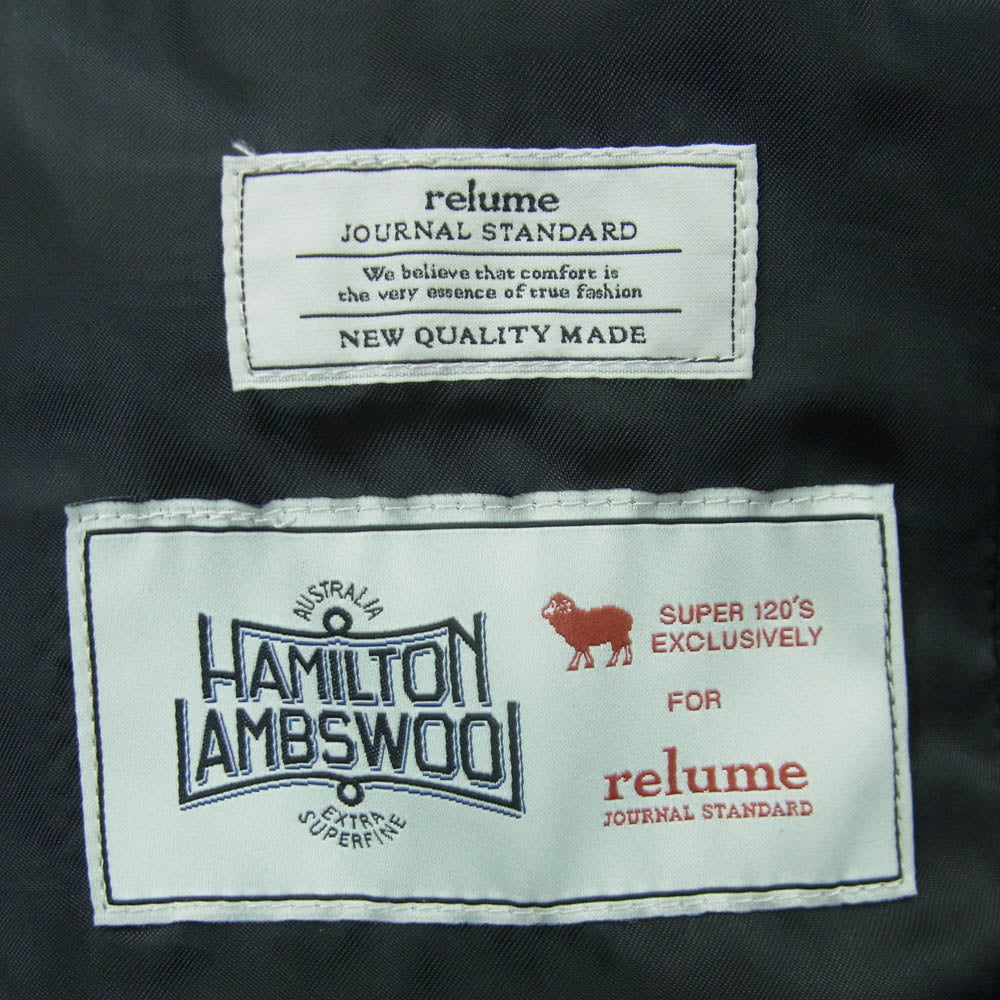 relume
JOURNAL STANDARD
We believe that comfort is
the very essence of true fashion
NEW QUALITY MADE
AUSTRALIA
HAMILTON
LAMBSWOOL
EXTRA
SUPERFINE
SUPER 120'S
EXCLUSIVELY
FOR
relume
JOURNAL STANDARD